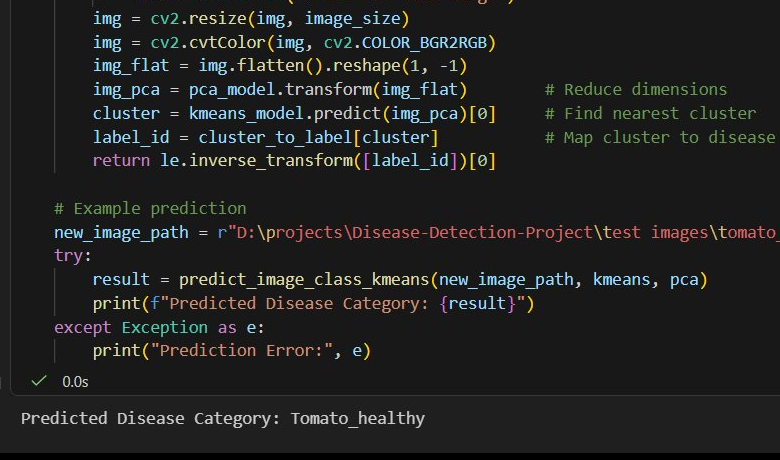 img = cv2.resize(img, image_size)
img = cv2.cvtColor(img, cv2.COLOR_BGR2RGB)
img_flat = img.flatten().reshape(1, -1)
img_pca = pca_model.transform(img_flat) # Reduce dimensions
cluster = kmeans_model.predict(img_pca)[0] # Find nearest cluster
label_id = cluster_to_label[cluster] # Map cluster to disease
return le.inverse_transform([label_id])[0]
# Example prediction
new_image_path = r"D:\projects\Disease-Detection-Project\test images\tomato_
try:
result = predict_image_class_kmeans(new_image_path, kmeans, pca)
print(f"Predicted Disease Category: {result}")
except Exception as e:
print("Prediction Error:", e)
0.0s
Predicted Disease Category: Tomato_healthy